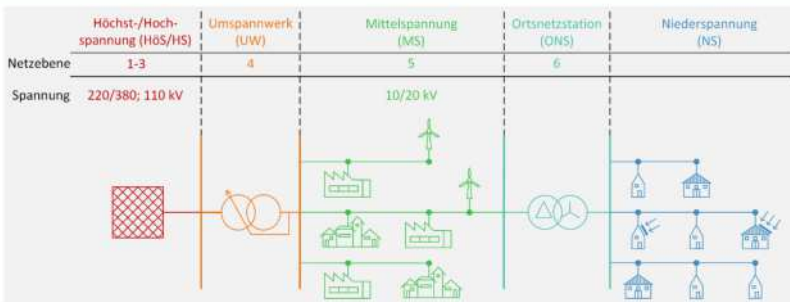 Höchst-/Hoch-
spannung (HöS/HS)
Umspannwerk
(UW)
Mittelspannung
(MS)
Ortsnetzstation
(ONS)
Niederspannung
(NS)
Netzebene
1-3
4
5
6
Spannung
220/380; 110 kV
10/20 kV